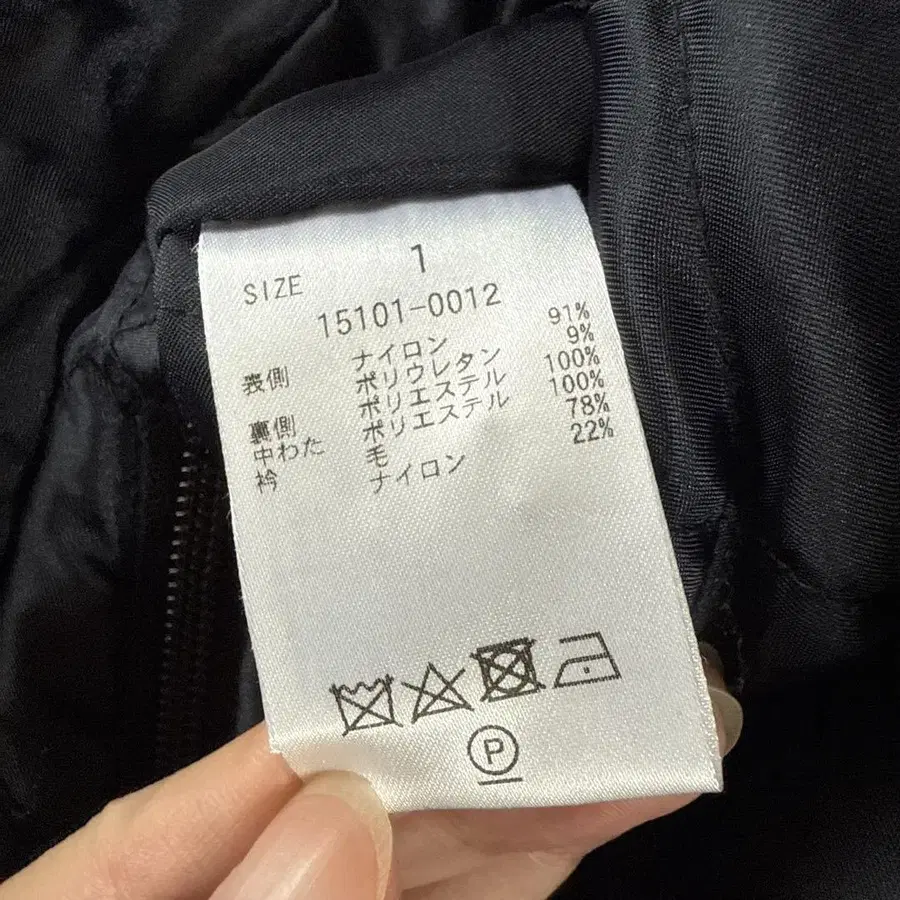 SIZE 1
15101-0012
表側 ナイロン 91%
ポリウレタン 9%
裏側 ポリエステル 100%
中わた ポリエステル 100%
衿 毛 78%
ナイロン 22%
P